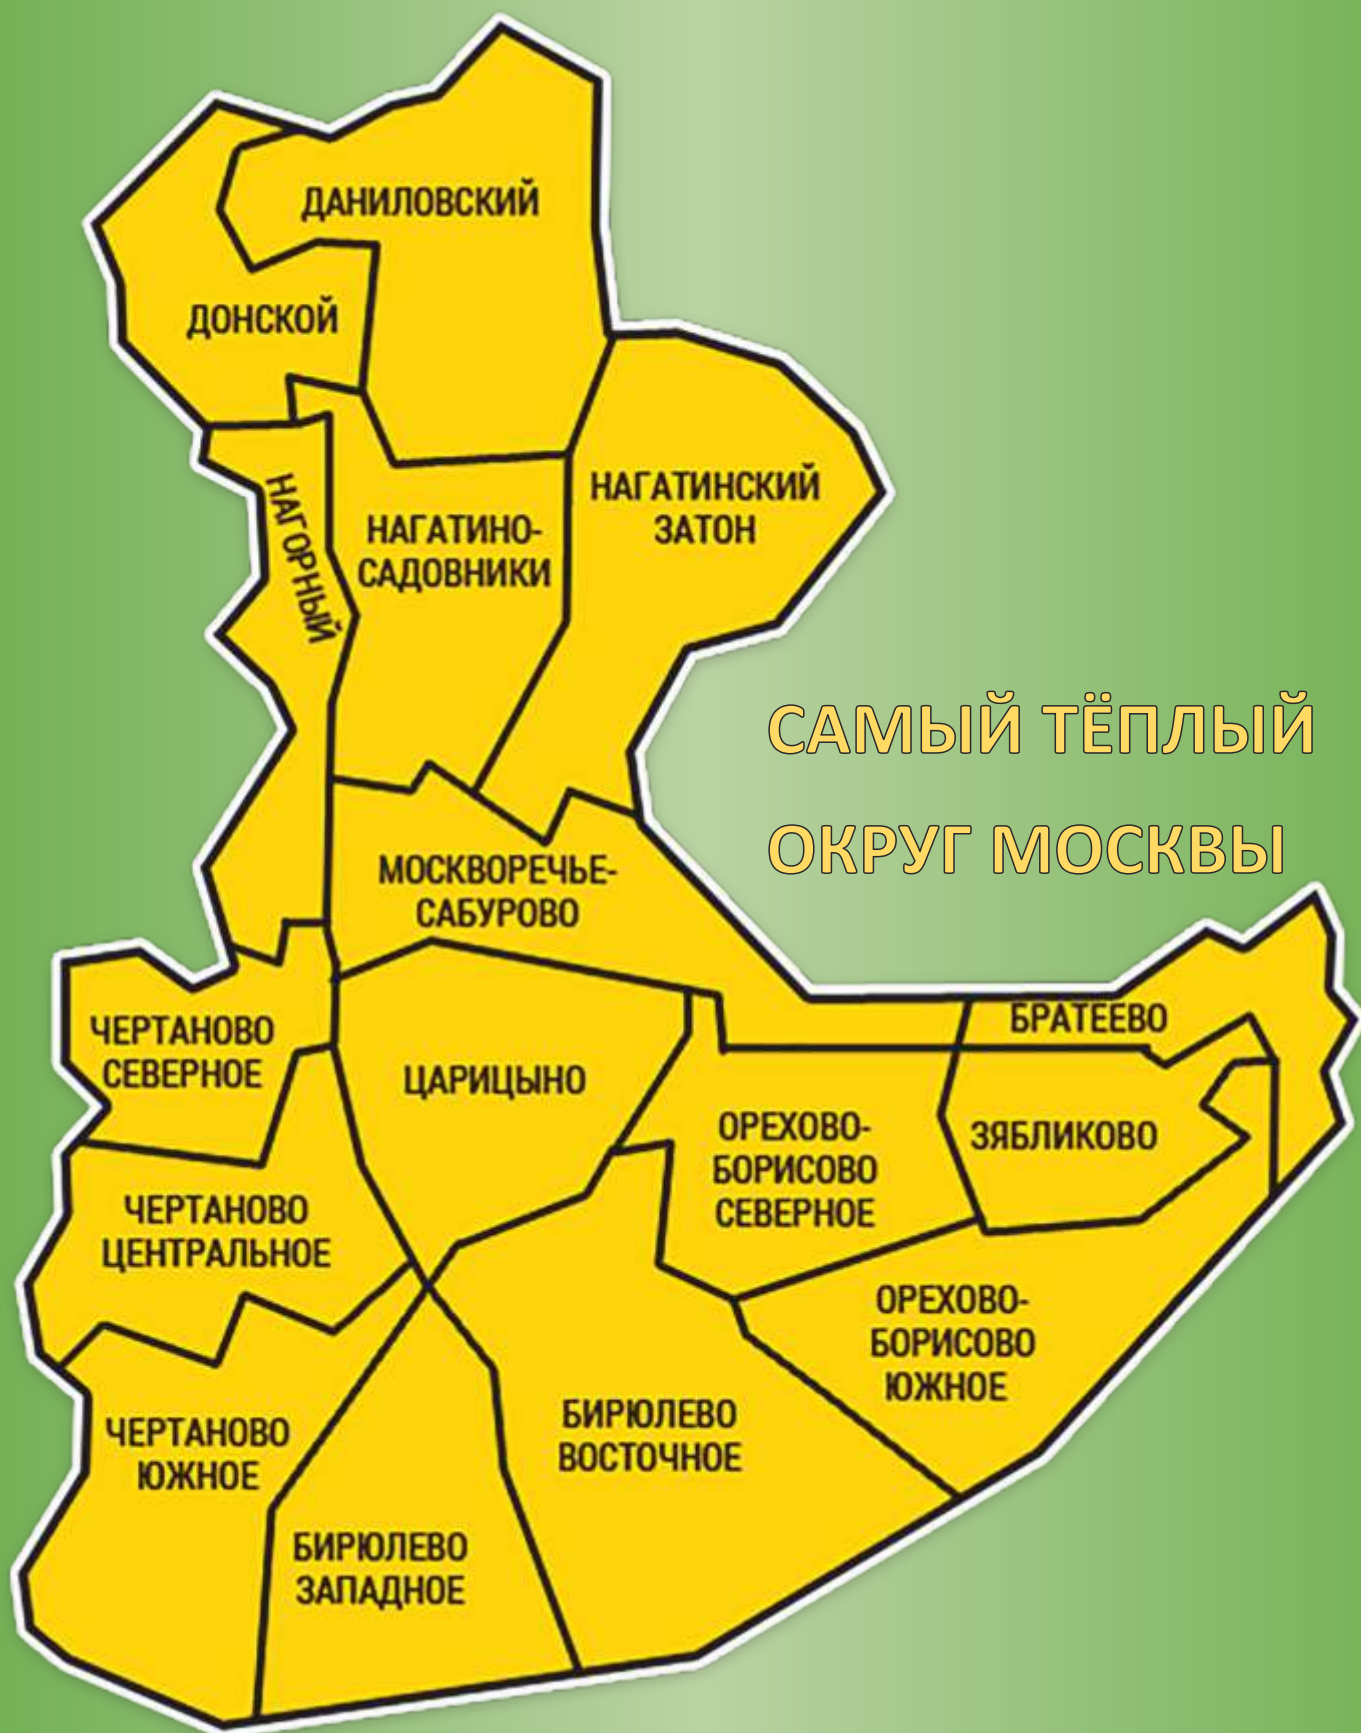 ДАНИЛОВСКИЙ
ДОНСКОЙ
НАГАТИНСКИЙ
ЗАТОН
НАГОРНЫЙ
НАГАТИНО-
САДОВНИКИ
САМЫЙ ТЁПЛЫЙ
ОКРУГ МОСКВЫ
МОСКВОРЕЧЬЕ-
САБУРОВО
БРАТЕЕВО
ЧЕРТАНОВО
СЕВЕРНОЕ
ЦАРИЦЫНО
ОРЕХОВО-
БОРИСОВО
СЕВЕРНОЕ
ЗЯБЛИКОВО
ЧЕРТАНОВО
ЦЕНТРАЛЬНОЕ
ОРЕХОВО-
БОРИСОВО
ЮЖНОЕ
ЧЕРТАНОВО
ЮЖНОЕ
БИРЮЛЕВО
ВОСТОЧНОЕ
БИРЮЛЕВО
ЗАПАДНОЕ